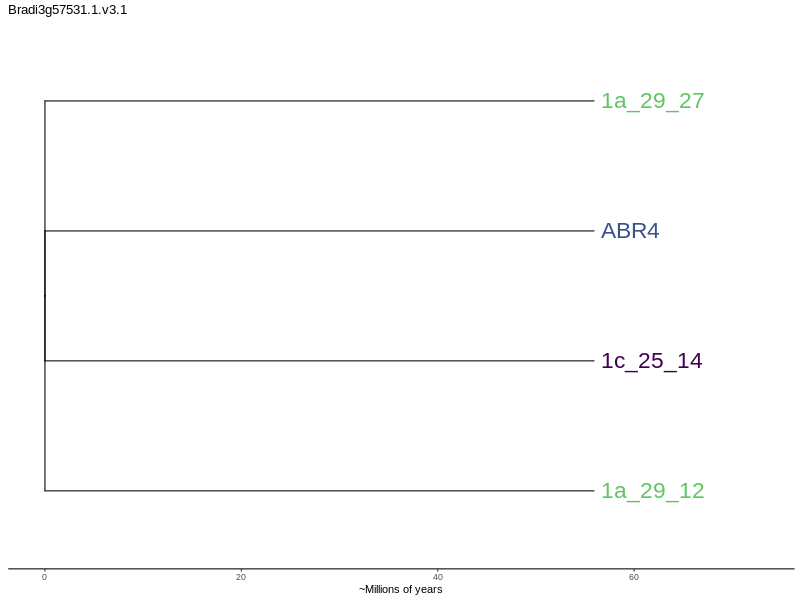 Bradi3g57531.1.v3.1
1a_29_27
ABR4
1c_25_14
1a_29_12
0 20 40 60
~Millions of years